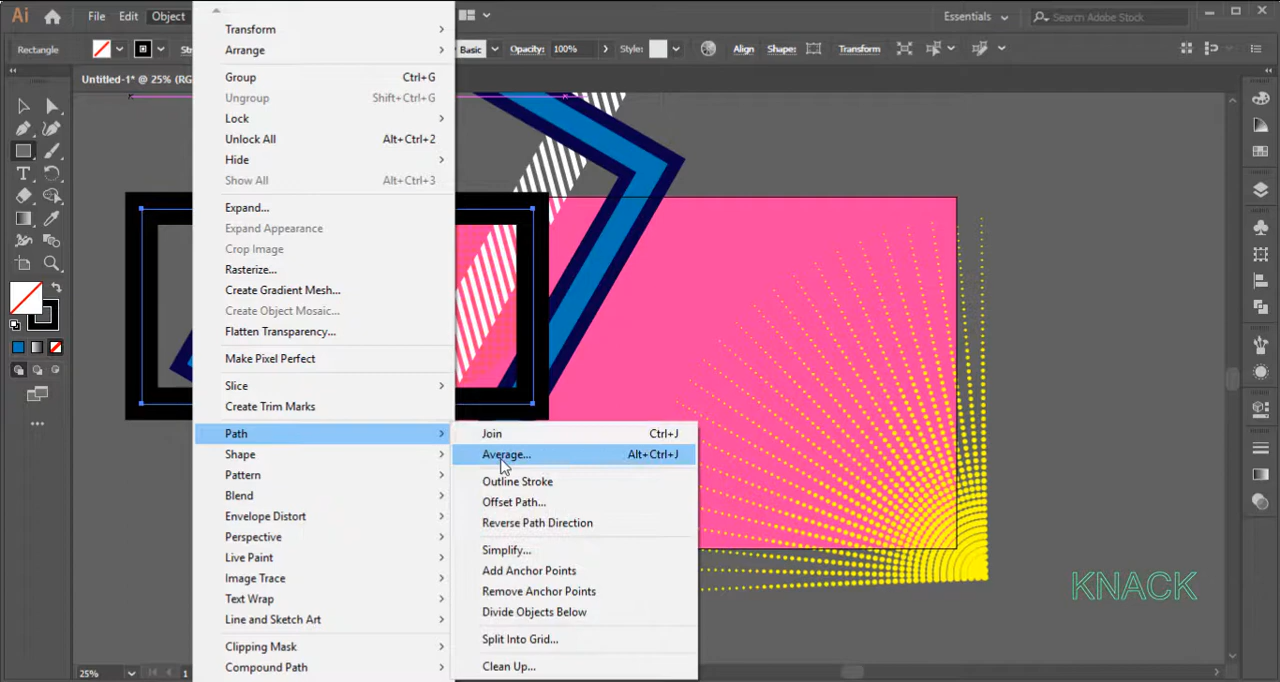 Ai File Edit Object Essentials Search Adobe Stock
Rectangle Basic Opacity: 100% Style: Align Shape: Transform
Untitled-1* @ 25% (RG
Transform
Arrange
Group Ctrl+G
Ungroup Shift+Ctrl+G
Lock
Unlock All Alt+Ctrl+2
Hide
Show All Alt+Ctrl+3
Expand...
Expand Appearance
Crop Image
Rasterize...
Create Gradient Mesh...
Create Object Mosaic...
Flatten Transparency...
Make Pixel Perfect
Slice
Create Trim Marks
Path
Shape
Pattern
Blend
Envelope Distort
Perspective
Live Paint
Image Trace
Text Wrap
Line and Sketch Art
Clipping Mask
Compound Path
Join Ctrl+J
Average... Alt+Ctrl+J
Outline Stroke
Offset Path...
Reverse Path Direction
Simplify...
Add Anchor Points
Remove Anchor Points
Divide Objects Below
Split Into Grid...
Clean Up...
KNACK
25% 1